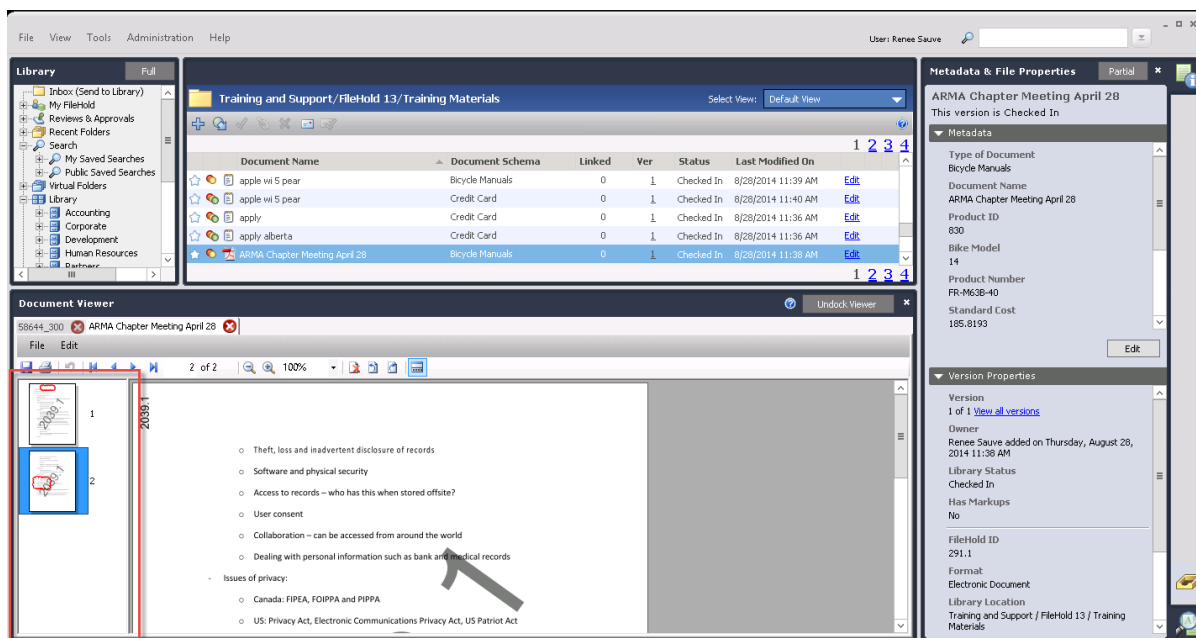 File View Tools Administration Help
User: Renee Sauve
Library Full
Inbox (Send to Library)
My FileHold
Reviews & Approvals
Recent Folders
Search
My Saved Searches
Public Saved Searches
Virtual Folders
Library
Accounting
Corporate
Development
Human Resources
Partners
Training and Support/FileHold 13/Training Materials
Select View: Default View
1 2 3 4
Document Name Document Schema Linked Ver Status Last Modified On
apple wi 5 pear Bicycle Manuals 0 1 Checked In 8/28/2014 11:39 AM Edit
apple wi 5 pear Credit Card 0 1 Checked In 8/28/2014 11:40 AM Edit
apply Credit Card 0 1 Checked In 8/28/2014 11:36 AM Edit
apply alberta Credit Card 0 1 Checked In 8/28/2014 11:36 AM Edit
ARMA Chapter Meeting April 28 Bicycle Manuals 0 1 Checked In 8/28/2014 11:38 AM Edit
1 2 3 4
Document Viewer Undock Viewer
58644_300 ARMA Chapter Meeting April 28
File Edit
2 of 2 100%
2039.1
1
2039.1
2
2039.1
o Theft, loss and inadvertent disclosure of records
o Software and physical security
o Access to records – who has this when stored offsite?
o User consent
o Collaboration – can be accessed from around the world
o Dealing with personal information such as bank and medical records
- Issues of privacy:
o Canada: FIPEA, FOIPPA and PIPPA
o US: Privacy Act, Electronic Communications Privacy Act, US Patriot Act
1
Metadata & File Properties Partial
ARMA Chapter Meeting April 28
This version is Checked In
Metadata
Type of Document
Bicycle Manuals
Document Name
ARMA Chapter Meeting April 28
Product ID
830
Bike Model
14
Product Number
FR-M63B-40
Standard Cost
185.8193
Edit
Version Properties
Version
1 of 1 View all versions
Owner
Renee Sauve added on Thursday, August 28,
2014 11:38 AM
Library Status
Checked In
Has Markups
No
FileHold ID
291.1
Format
Electronic Document
Library Location
Training and Support / FileHold 13 / Training
Materials